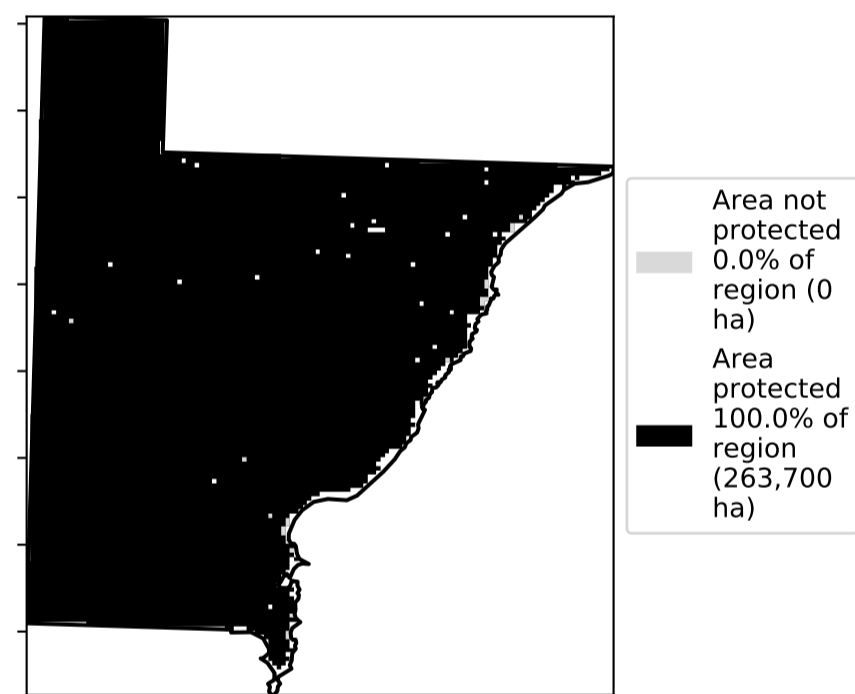 Area not
protected
0.0% of
region (0
ha)
Area
protected
100.0% of
region
(263,700
ha)